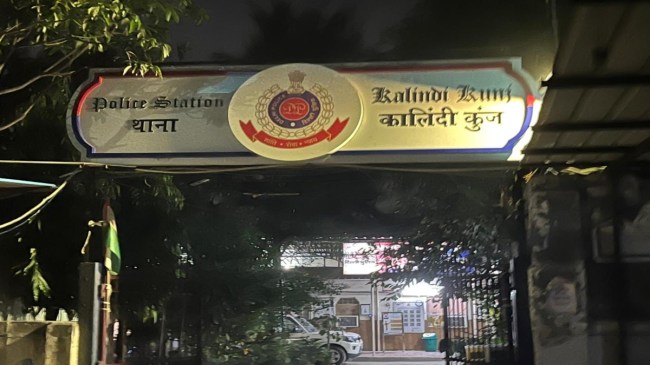 Police Station
थाना
Kalindi Kunj
कालिंदी कुंज
शांति • सेवा • न्याय